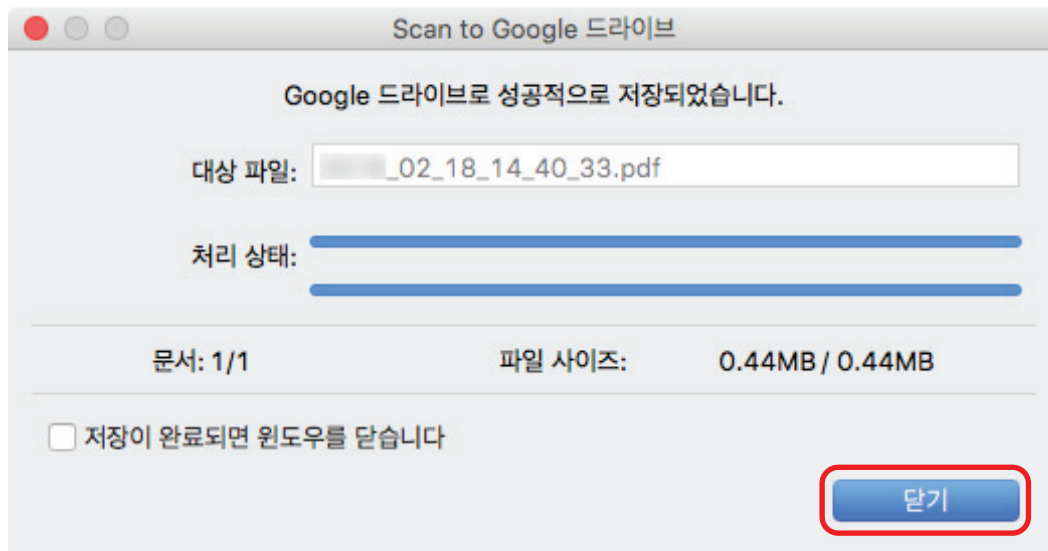 Scan to Google 드라이브
Google 드라이브로 성공적으로 저장되었습니다.
대상 파일: _02_18_14_40_33.pdf
처리 상태:
문서: 1/1 파일 사이즈: 0.44MB / 0.44MB
저장이 완료되면 윈도우를 닫습니다
닫기